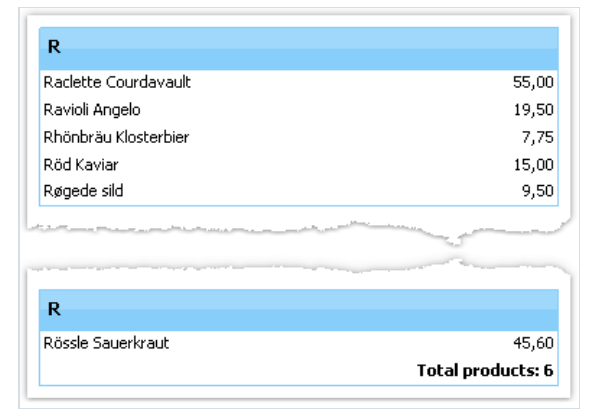 R
Raclette Courdavault 55,00
Ravioli Angelo 19,50
Rhönbräu Klosterbier 7,75
Röd Kaviar 15,00
Røgede sild 9,50
R
Rössle Sauerkraut 45,60
Total products: 6